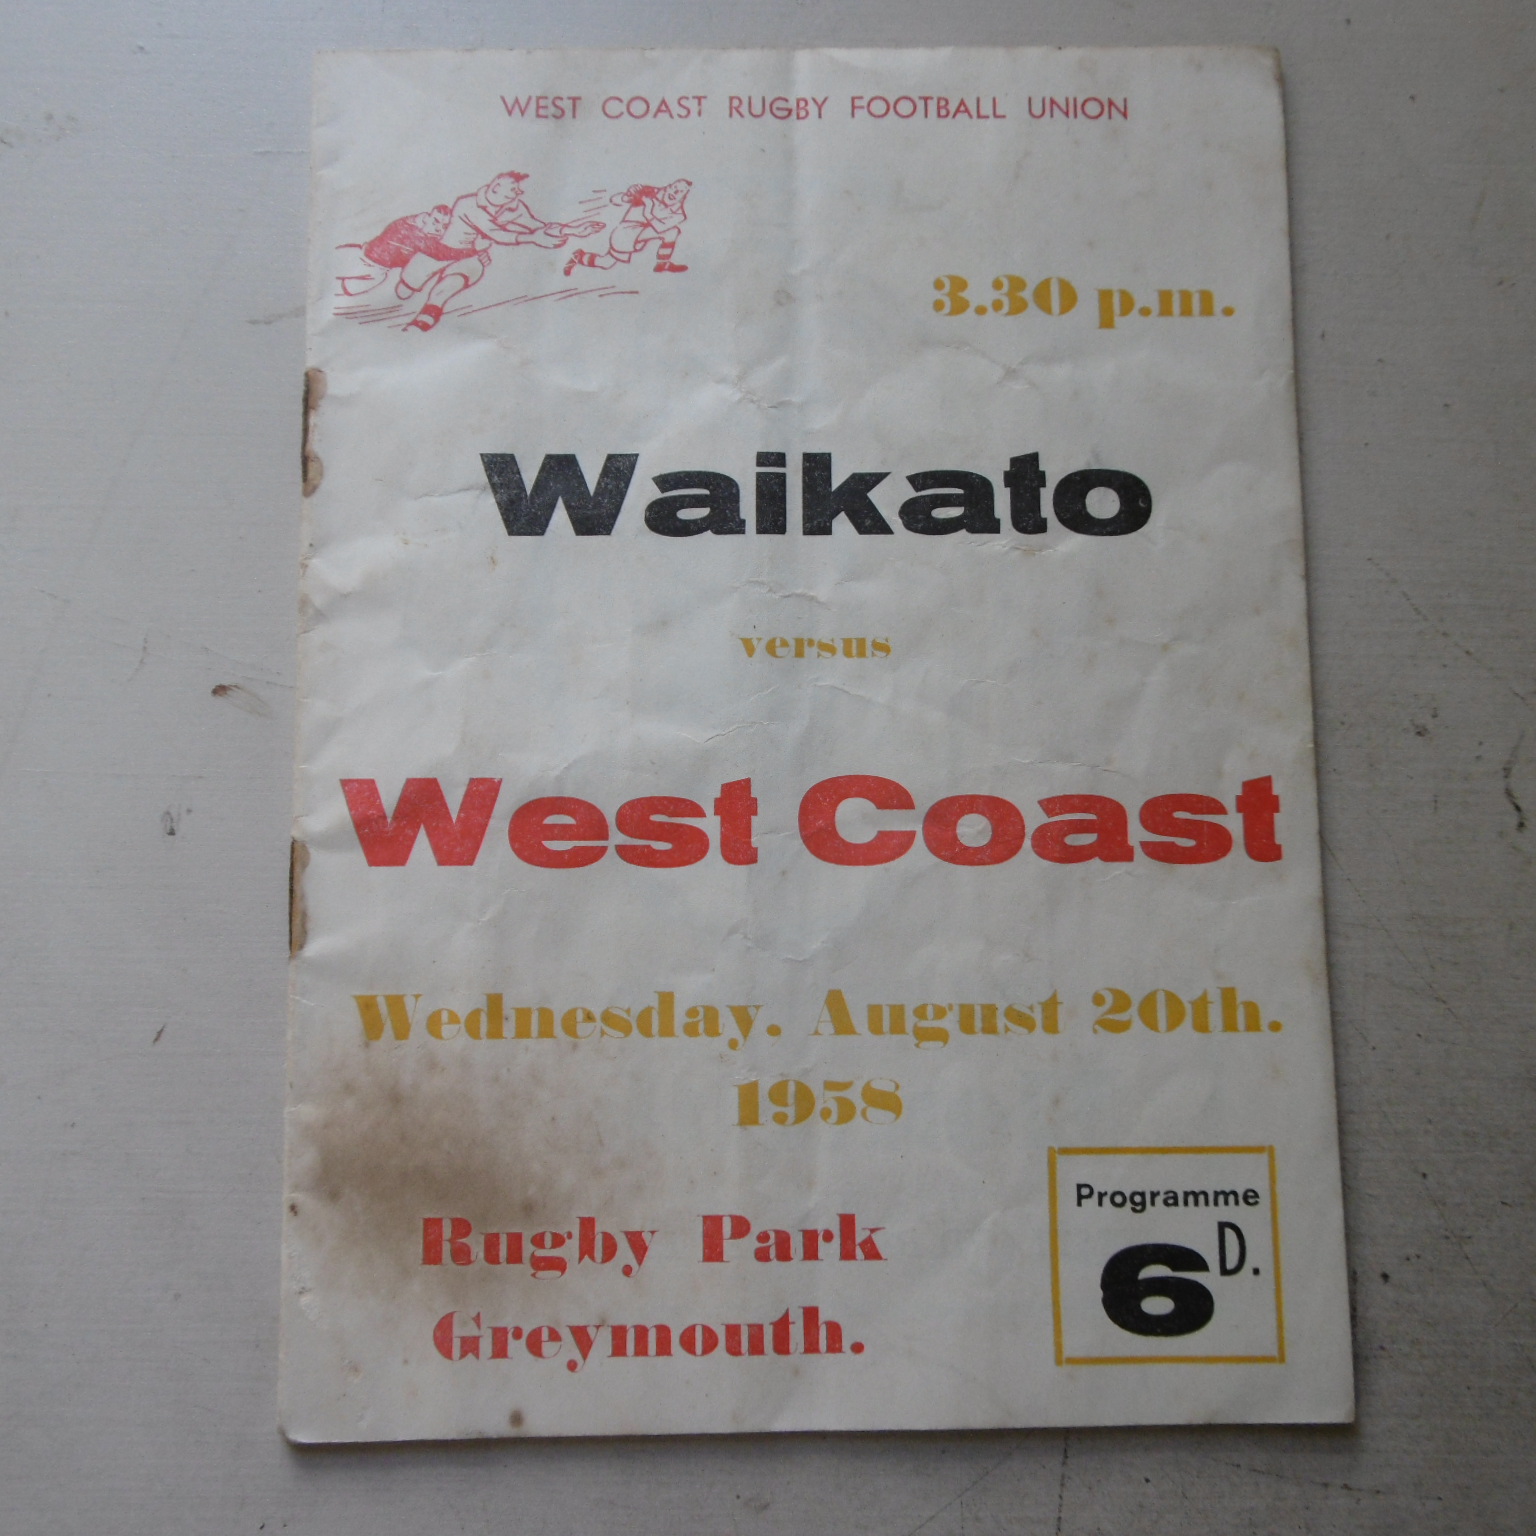 WEST COAST RUGBY FOOTBALL UNION
3.30 p.m.
Waikato
versus
West Coast
Wednesday. August 20th.
1958
Rugby Park
Greymouth.
Programme
6D.